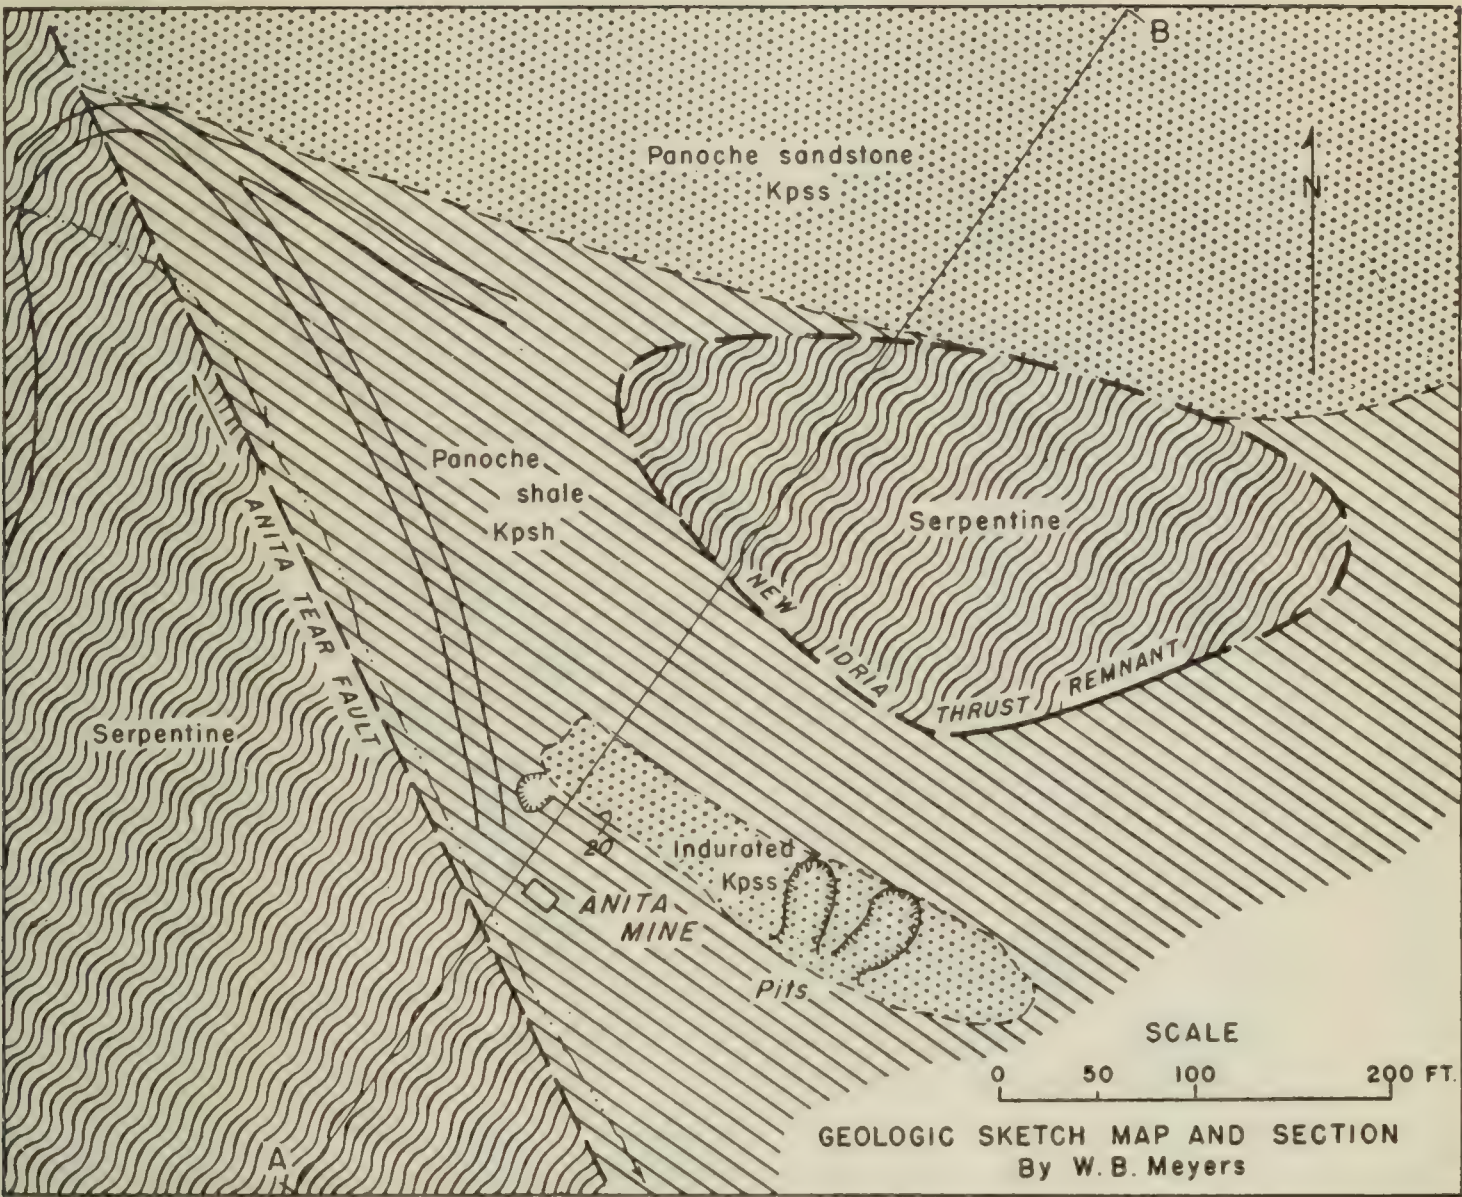 B
Panoche sandstone
Kpss
N
Panoche
shale
Kpsh
Serpentine
ANITA TEAR FAULT
NEW IDRIA THRUST REMNANT
Serpentine
20
Indurated
Kpss
ANITA
MINE
Pits
A
SCALE
0 50 100 200 FT.
GEOLOGIC SKETCH MAP AND SECTION
By W. B. Meyers